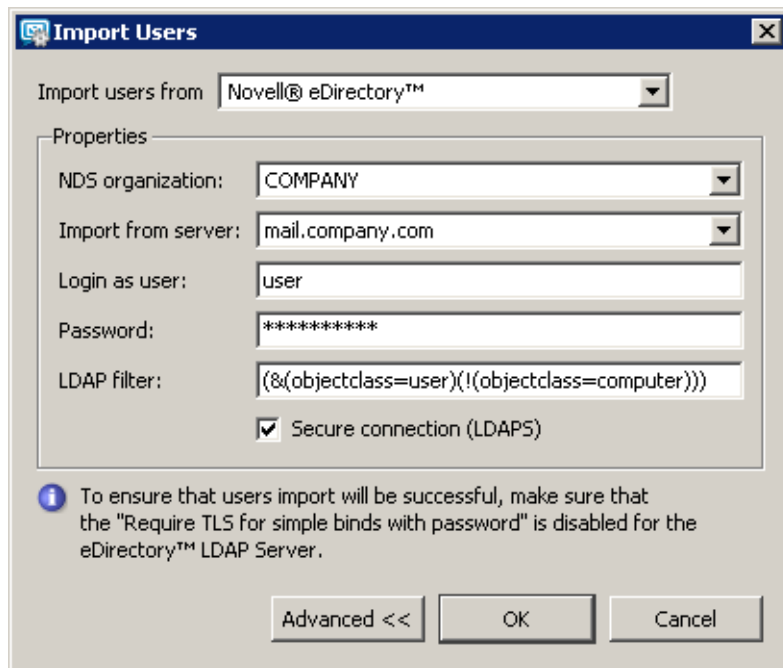 Import Users
Import users from Novell® eDirectory™
Properties
NDS organization: COMPANY
Import from server: mail.company.com
Login as user: user
Password: **********
LDAP filter: (&(objectclass=user)(!(objectclass=computer)))
Secure connection (LDAPS)
To ensure that users import will be successful, make sure that
the "Require TLS for simple binds with password" is disabled for the
eDirectory™ LDAP Server.
Advanced << OK Cancel